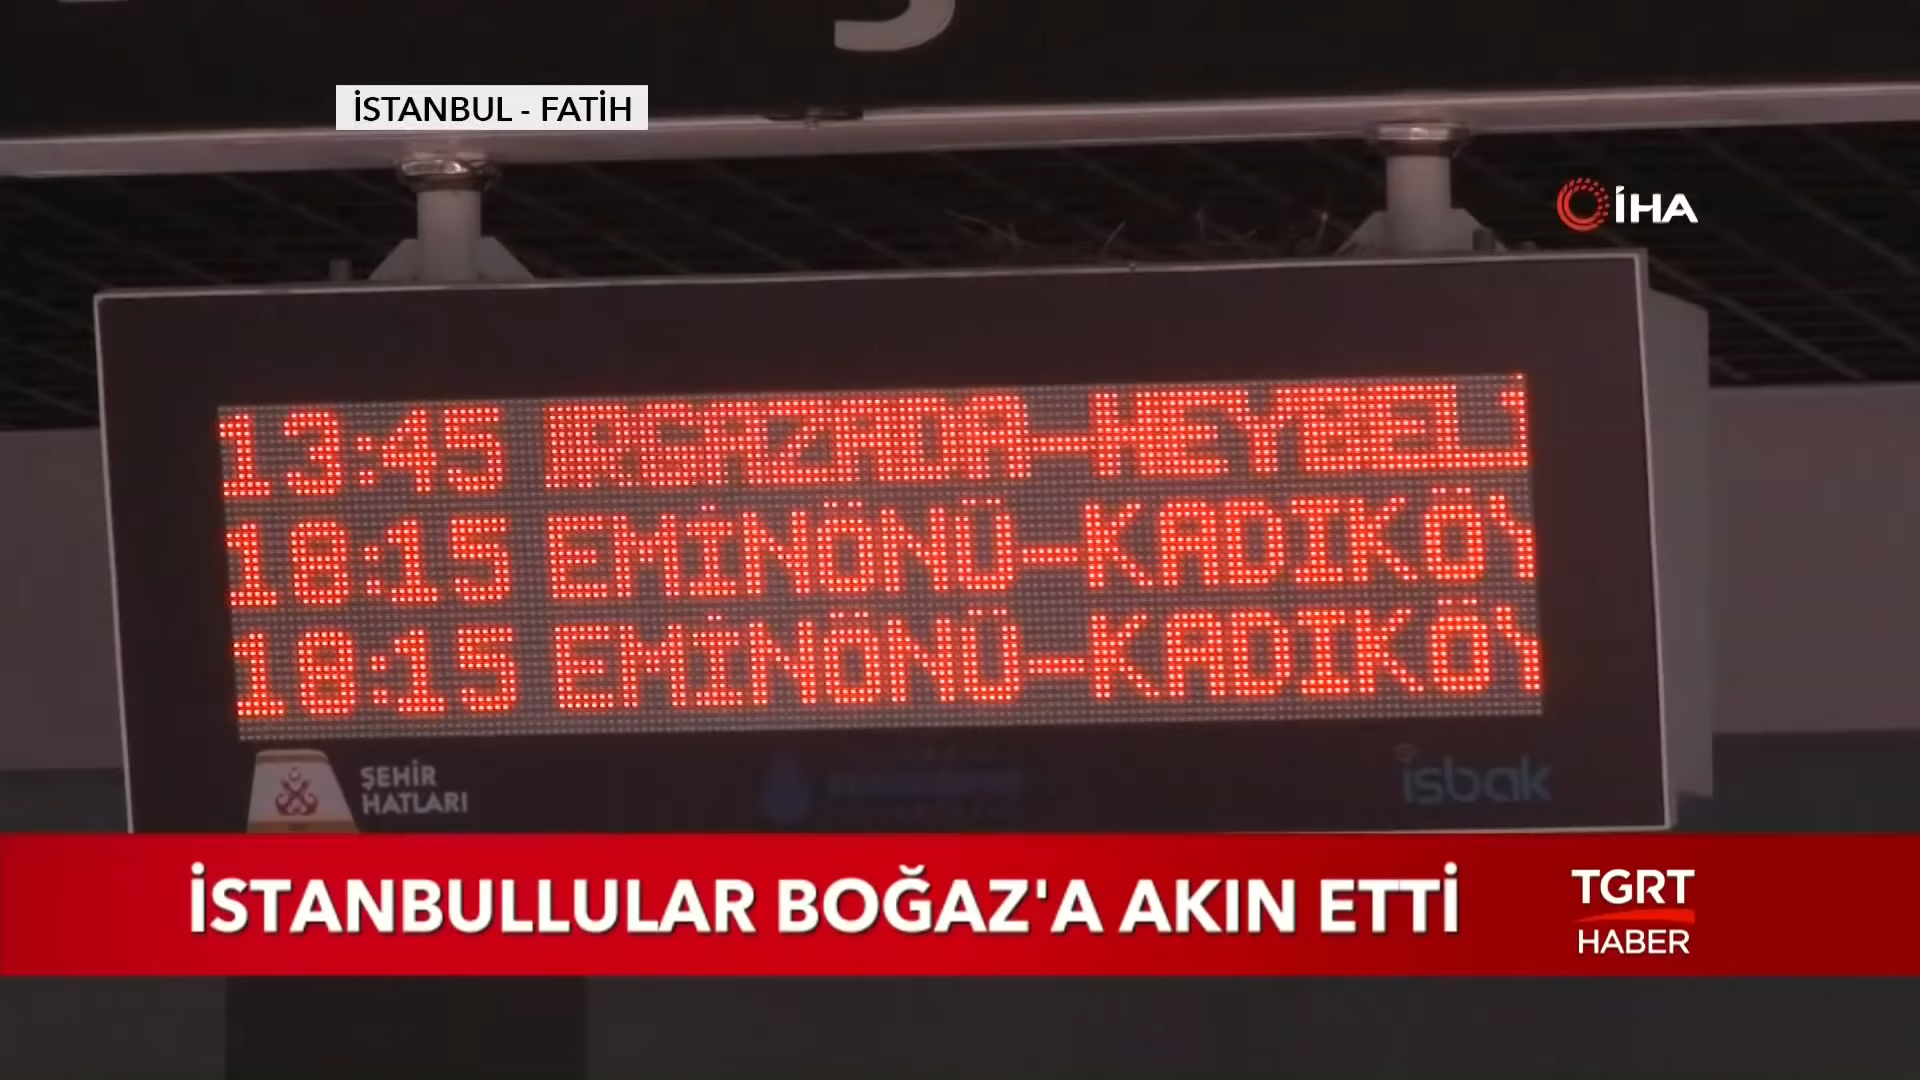 İSTANBUL - FATİH
İHA
13:45
18:15 EMİNÖNÜ-KADIKÖY
18:15 EMİNÖNÜ-KADIKÖY
ŞEHİR
HATLARI
isbak
İSTANBULLULAR BOĞAZ'A AKIN ETTİ
TGRT
HABER